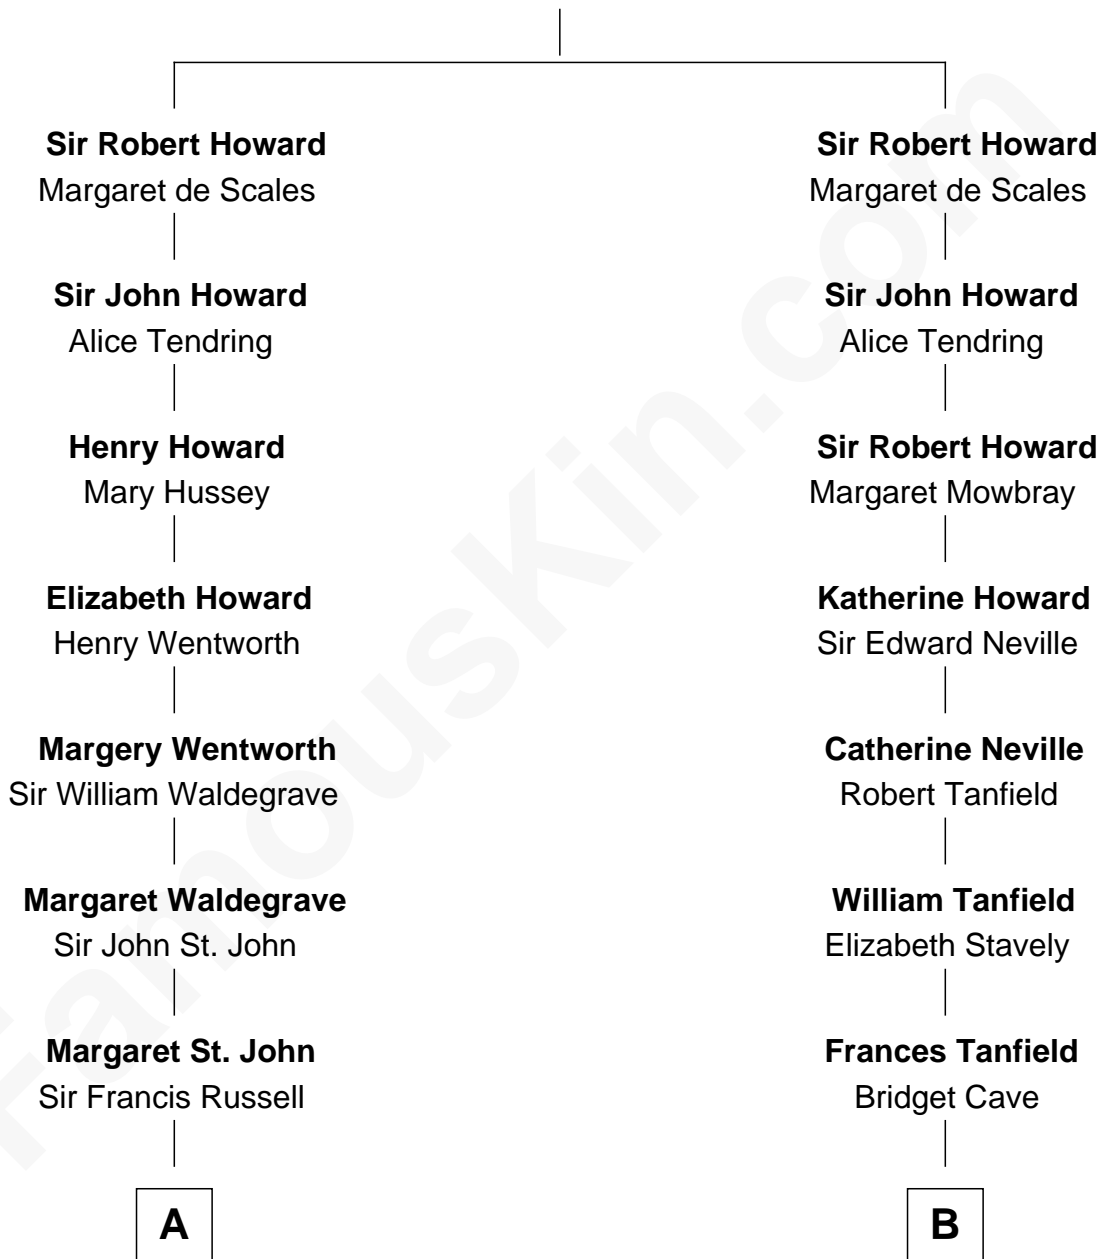 Sir Robert Howard
Margaret de Scales
Sir John Howard
Alice Tendring
Henry Howard
Mary Hussey
Elizabeth Howard
Henry Wentworth
Margery Wentworth
Sir William Waldegrave
Margaret Waldegrave
Sir John St. John
Margaret St. John
Sir Francis Russell
A
Sir Robert Howard
Margaret de Scales
Sir John Howard
Alice Tendring
Sir Robert Howard
Margaret Mowbray
Katherine Howard
Sir Edward Neville
Catherine Neville
Robert Tanfield
William Tanfield
Elizabeth Stavely
Frances Tanfield
Bridget Cave
B
FamousKin.com